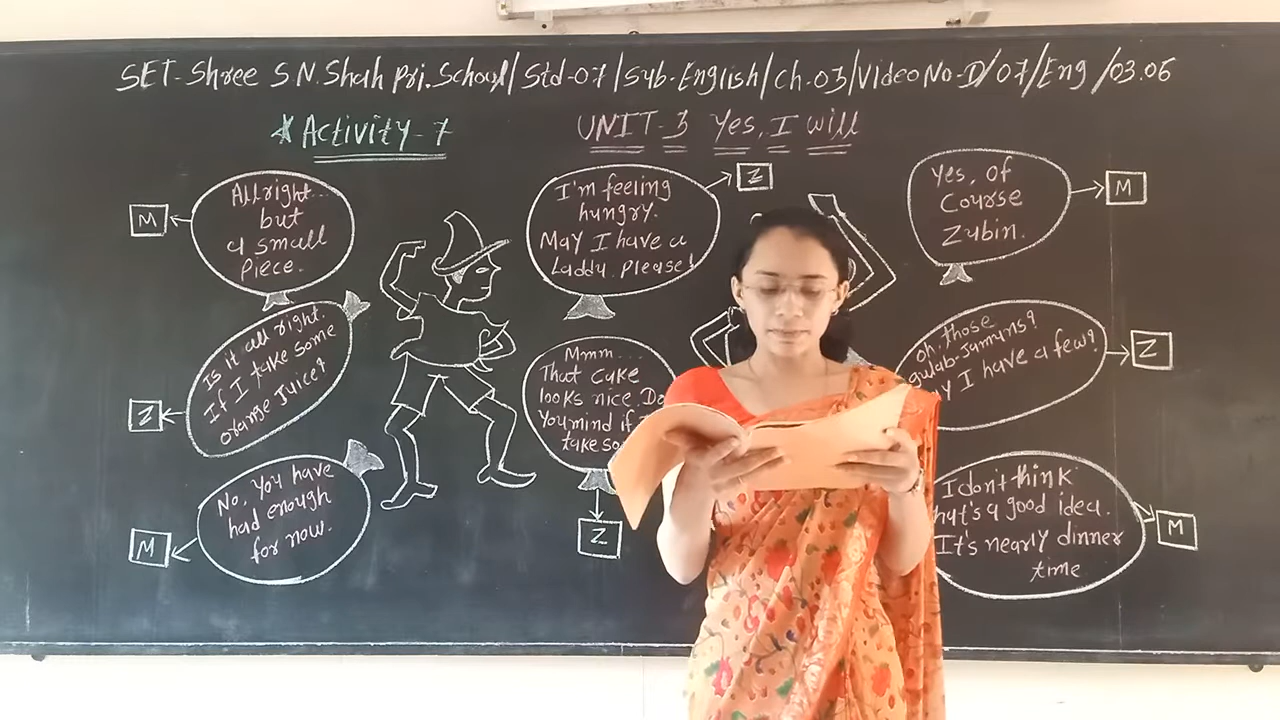 SET-Shree S N. Shah Pri. School/Std-07/Sub-English/Ch-03/Video No-D/07/Eng/03.06
*Activity-7
UNIT-3 Yes, I will
M
Allright...
but
a small
Piece.
I'm feeling
hungry.
May I have a
Laddu please!
Z
Yes, of
Course
Zubin.
M
Z
Is it all right.
If I take some
orange Juice?
Mmm...
That cake
looks nice. Do
You mind if
take
Z
Oh, those
gulab-Jamuns?
I have a few?
Z
M
No, You have
had enough
for now.
I don't think
a good idea.
It's nearly dinner
time
M